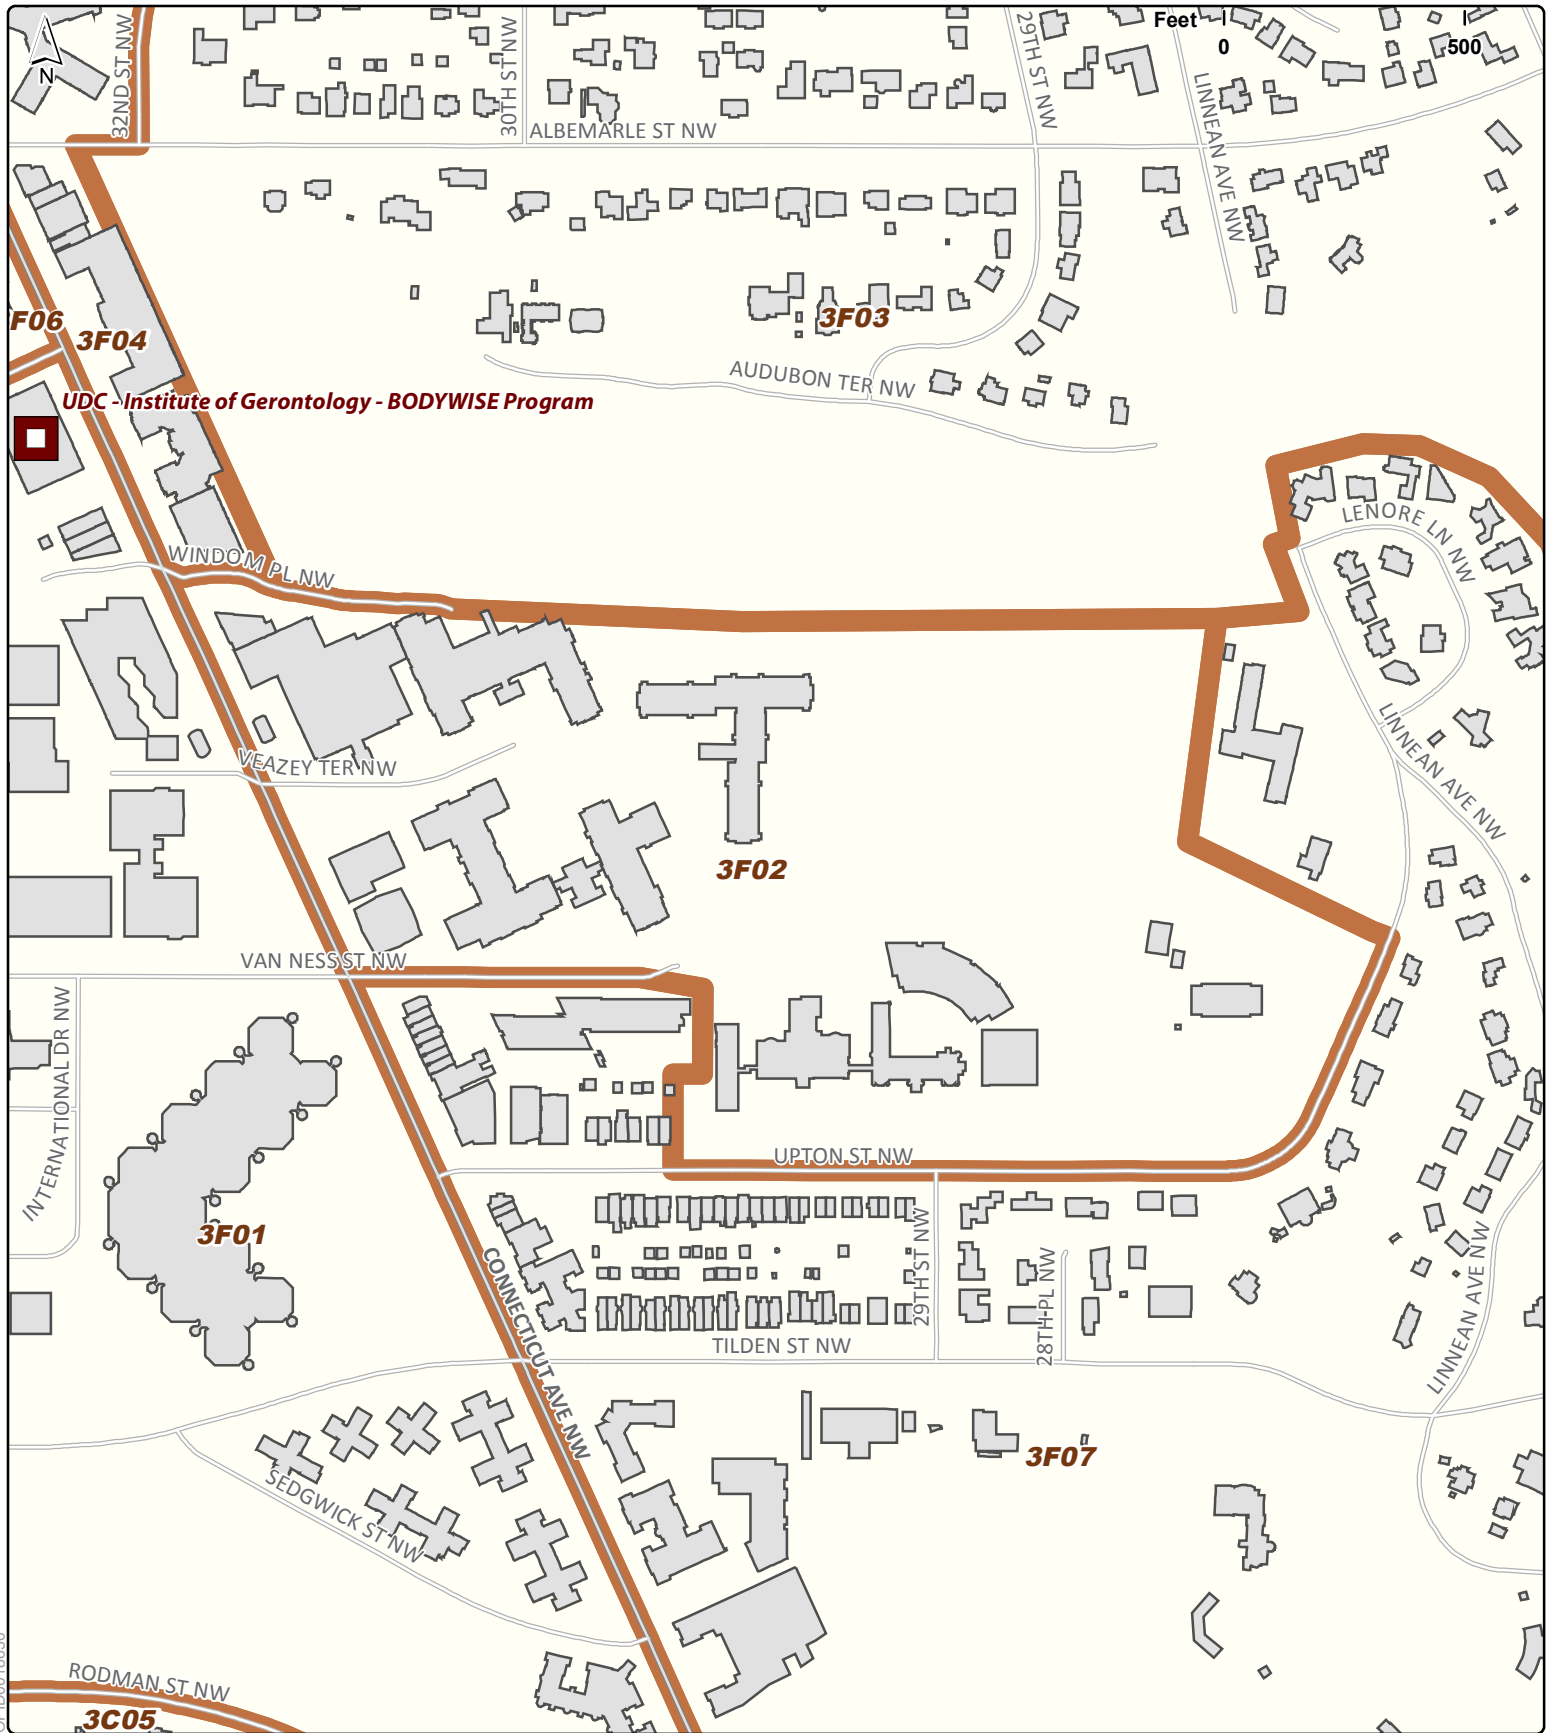 Feet
0
500
N
32ND ST NW
30TH ST NW
29TH ST NW
LINNEAN AVE NW
ALBEMARLE ST NW
F06
3F04
3F03
AUDUBON TER NW
UDC - Institute of Gerontology - BODYWISE Program
LENORE LN NW
WINDOM PL NW
LINNEAN AVE NW
VEAZEY TER NW
3F02
VAN NESS ST NW
INTERNATIONAL DR NW
UPTON ST NW
3F01
29TH ST NW
28TH PL NW
CONNECTICUT AVE NW
LINNEAN AVE NW
TILDEN ST NW
3F07
SEDGWICK ST NW
RODMAN ST NW
3C05